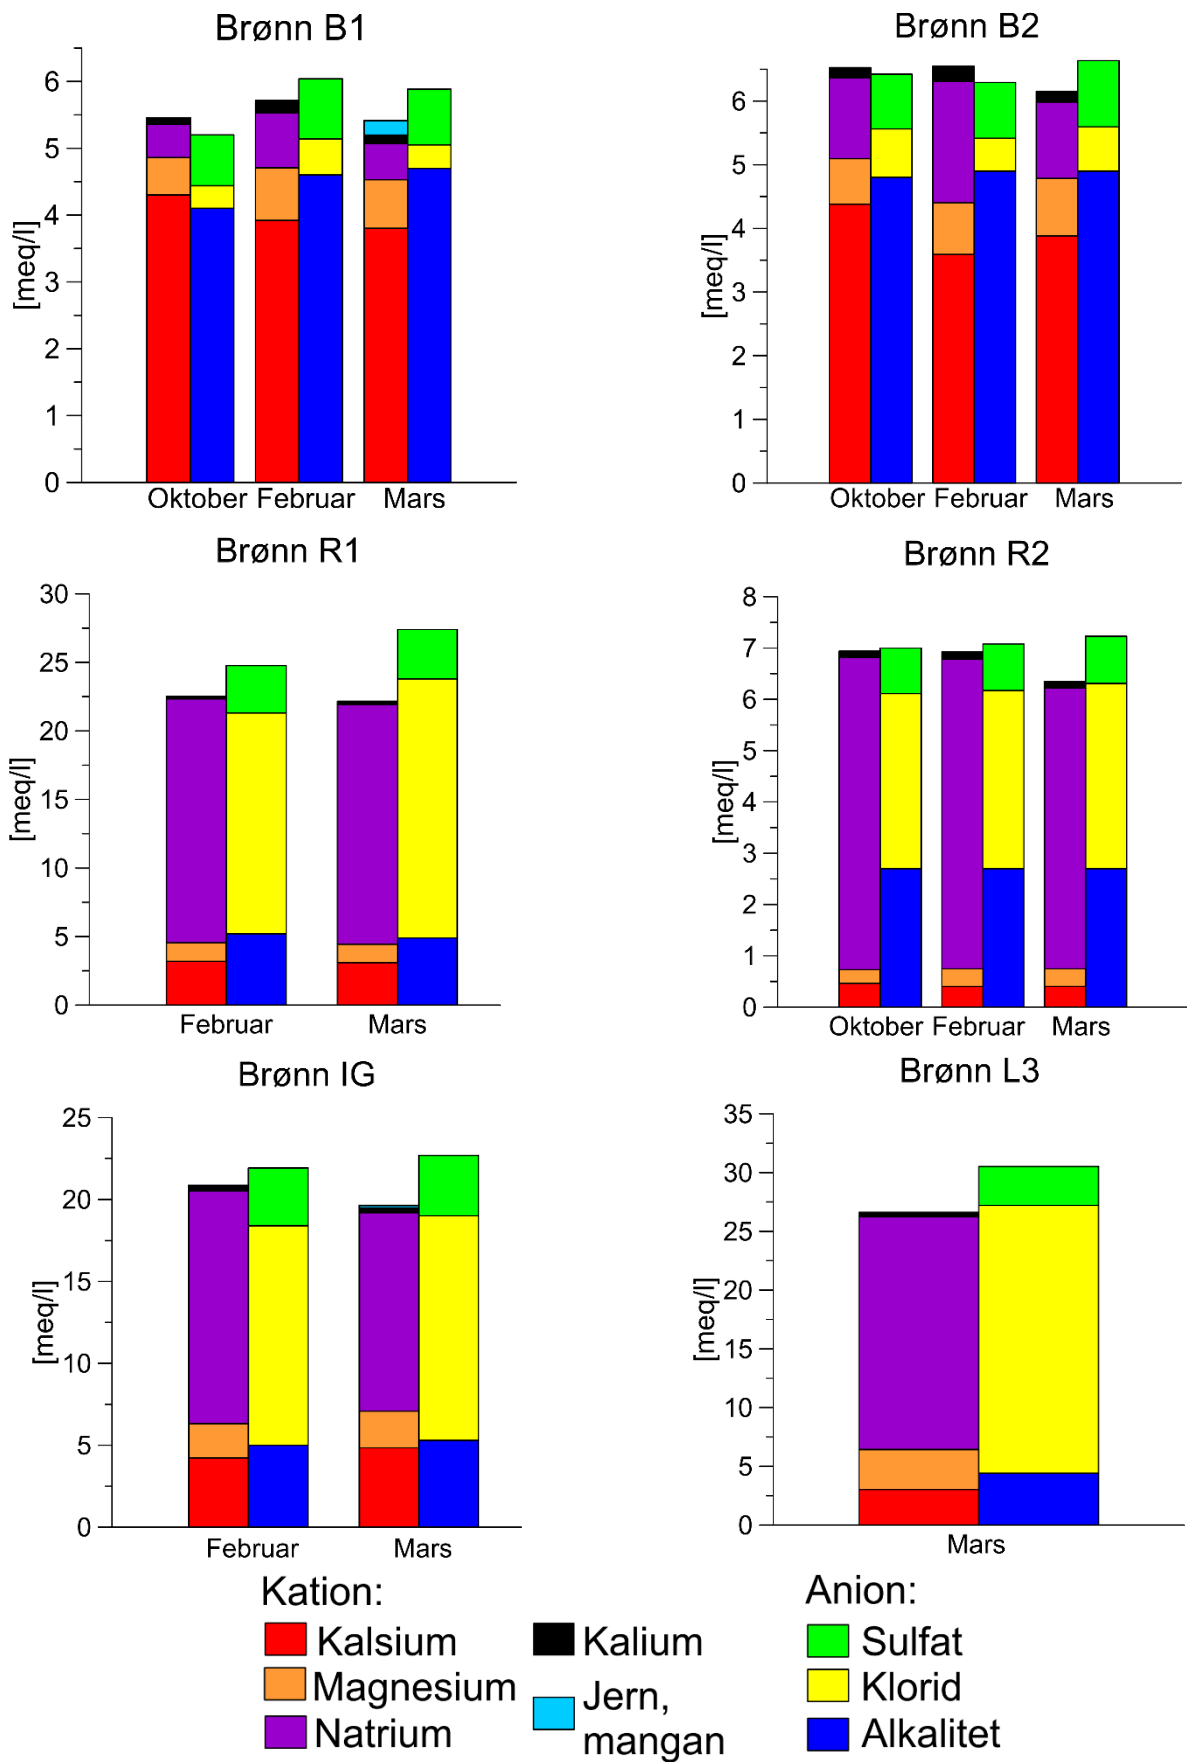 Brønn B1
[meq/l]
6
5
4
3
2
1
0
Oktober Februar Mars
Brønn B2
[meq/l]
6
5
4
3
2
1
0
Oktober Februar Mars
Brønn R1
[meq/l]
30
25
20
15
10
5
0
Februar Mars
Brønn R2
[meq/l]
8
7
6
5
4
3
2
1
0
Oktober Februar Mars
Brønn IG
[meq/l]
25
20
15
10
5
0
Februar Mars
Brønn L3
[meq/l]
35
30
25
20
15
10
5
0
Mars
Kation:
Kalsium
Magnesium
Natrium
Kalium
Jern,
mangan
Anion:
Sulfat
Klorid
Alkalitet